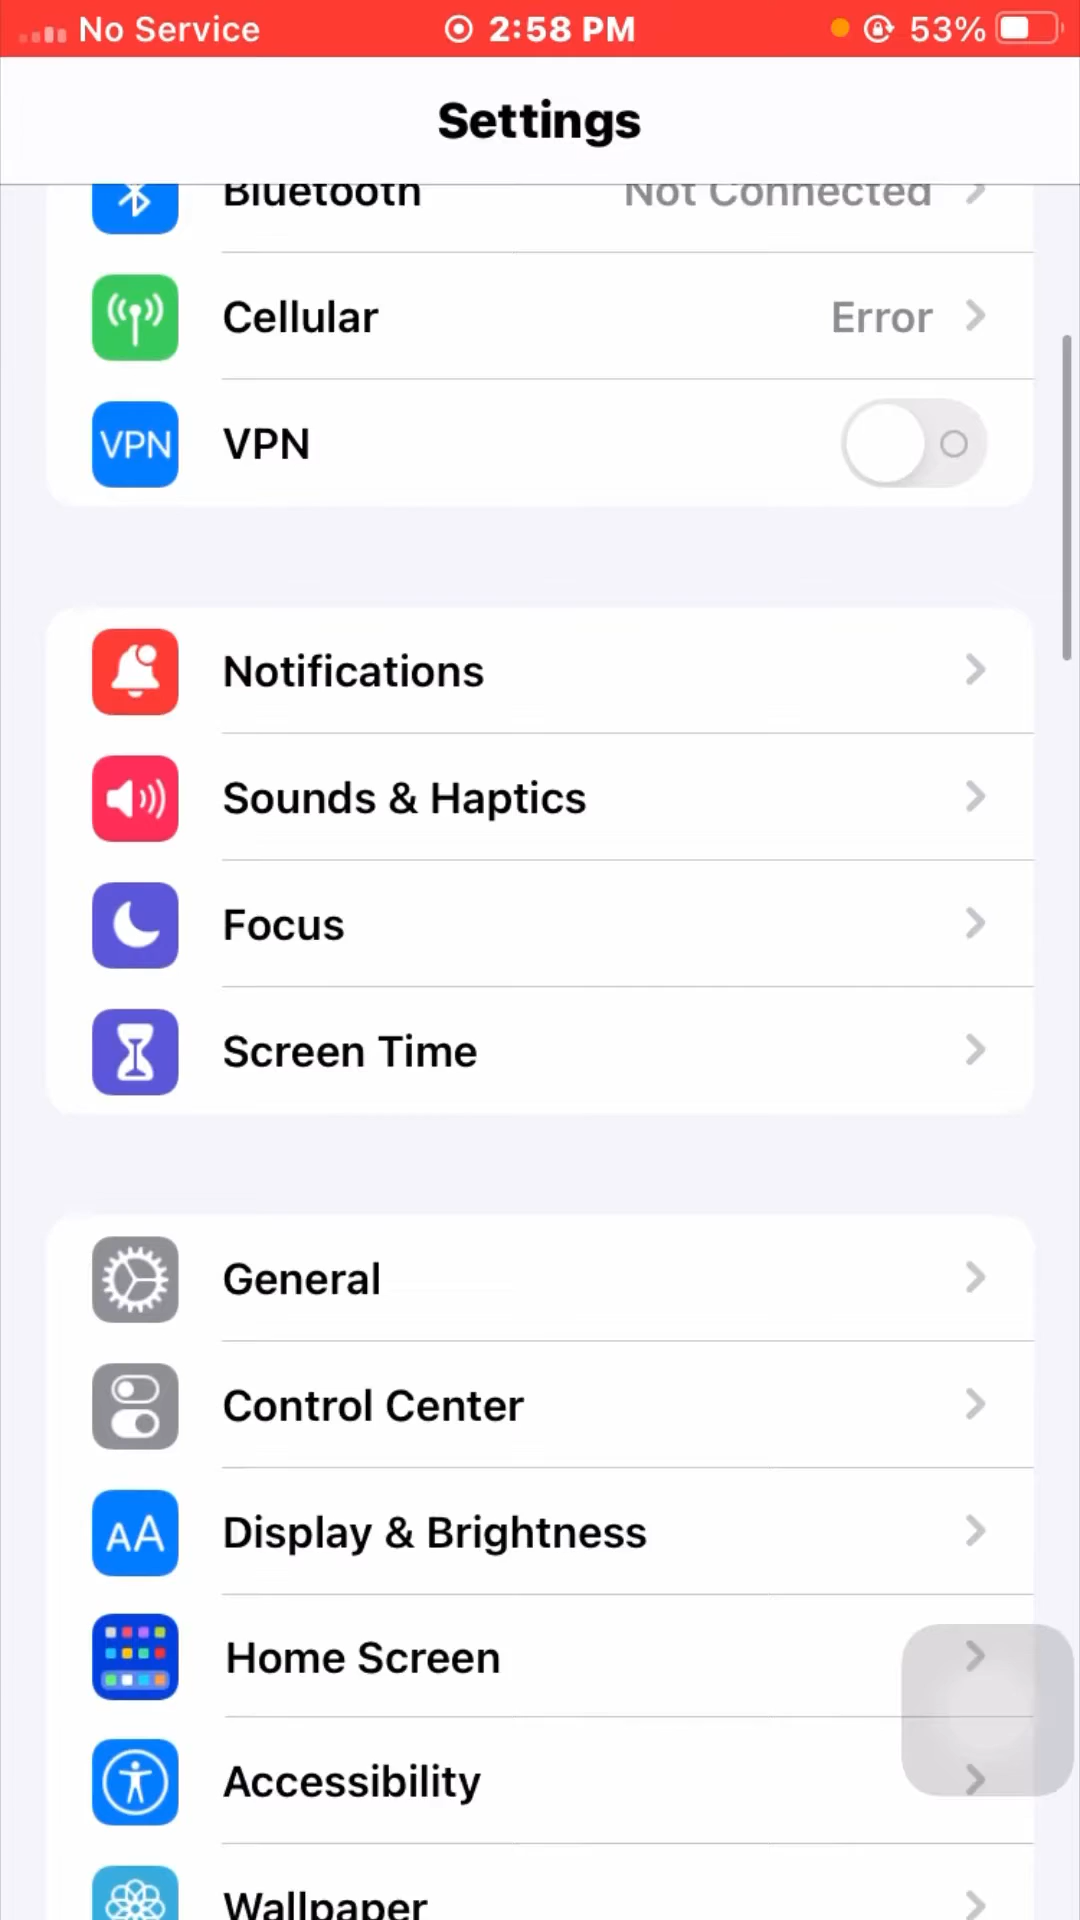 No Service 2:58 PM 53%
Settings
Bluetooth Not Connected
Cellular Error
VPN VPN
Notifications
Sounds & Haptics
Focus
Screen Time
General
Control Center
AA Display & Brightness
Home Screen
Accessibility
Wallpaper